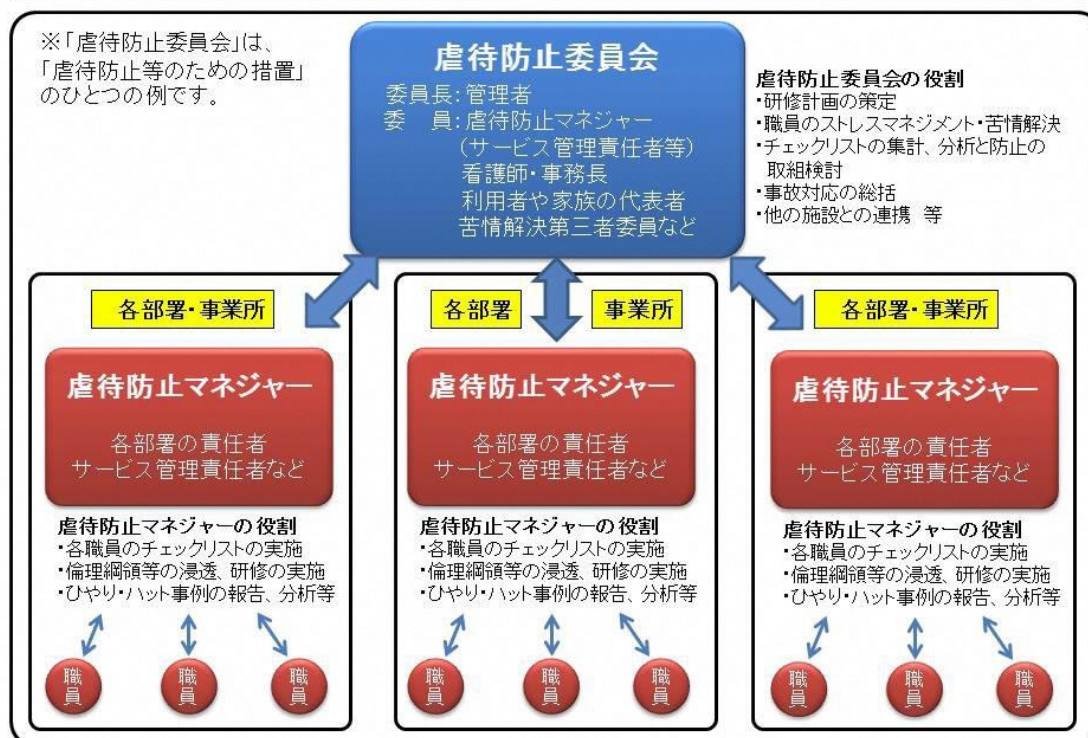 ※「虐待防止委員会」は、
「虐待防止等のための措置」
のひとつの例です。
虐待防止委員会
委員長：管理者
委　員：虐待防止マネジャー
（サービス管理責任者等）
看護師・事務長
利用者や家族の代表者
苦情解決第三者委員など
虐待防止委員会の役割
・研修計画の策定
・職員のストレスマネジメント・苦情解決
・チェックリストの集計、分析と防止の
取組検討
・事故対応の総括
・他の施設との連携 等
各部署・事業所
虐待防止マネジャー
各部署の責任者
サービス管理責任者など
虐待防止マネジャーの役割
・各職員のチェックリストの実施
・倫理綱領等の浸透、研修の実施
・ひやり・ハット事例の報告、分析等
職員
職員
職員
各部署
事業所
虐待防止マネジャー
各部署の責任者
サービス管理責任者など
虐待防止マネジャーの役割
・各職員のチェックリストの実施
・倫理綱領等の浸透、研修の実施
・ひやり・ハット事例の報告、分析等
職員
職員
職員
各部署・事業所
虐待防止マネジャー
各部署の責任者
サービス管理責任者など
虐待防止マネジャーの役割
・各職員のチェックリストの実施
・倫理綱領等の浸透、研修の実施
・ひやり・ハット事例の報告、分析等
職員
職員
職員